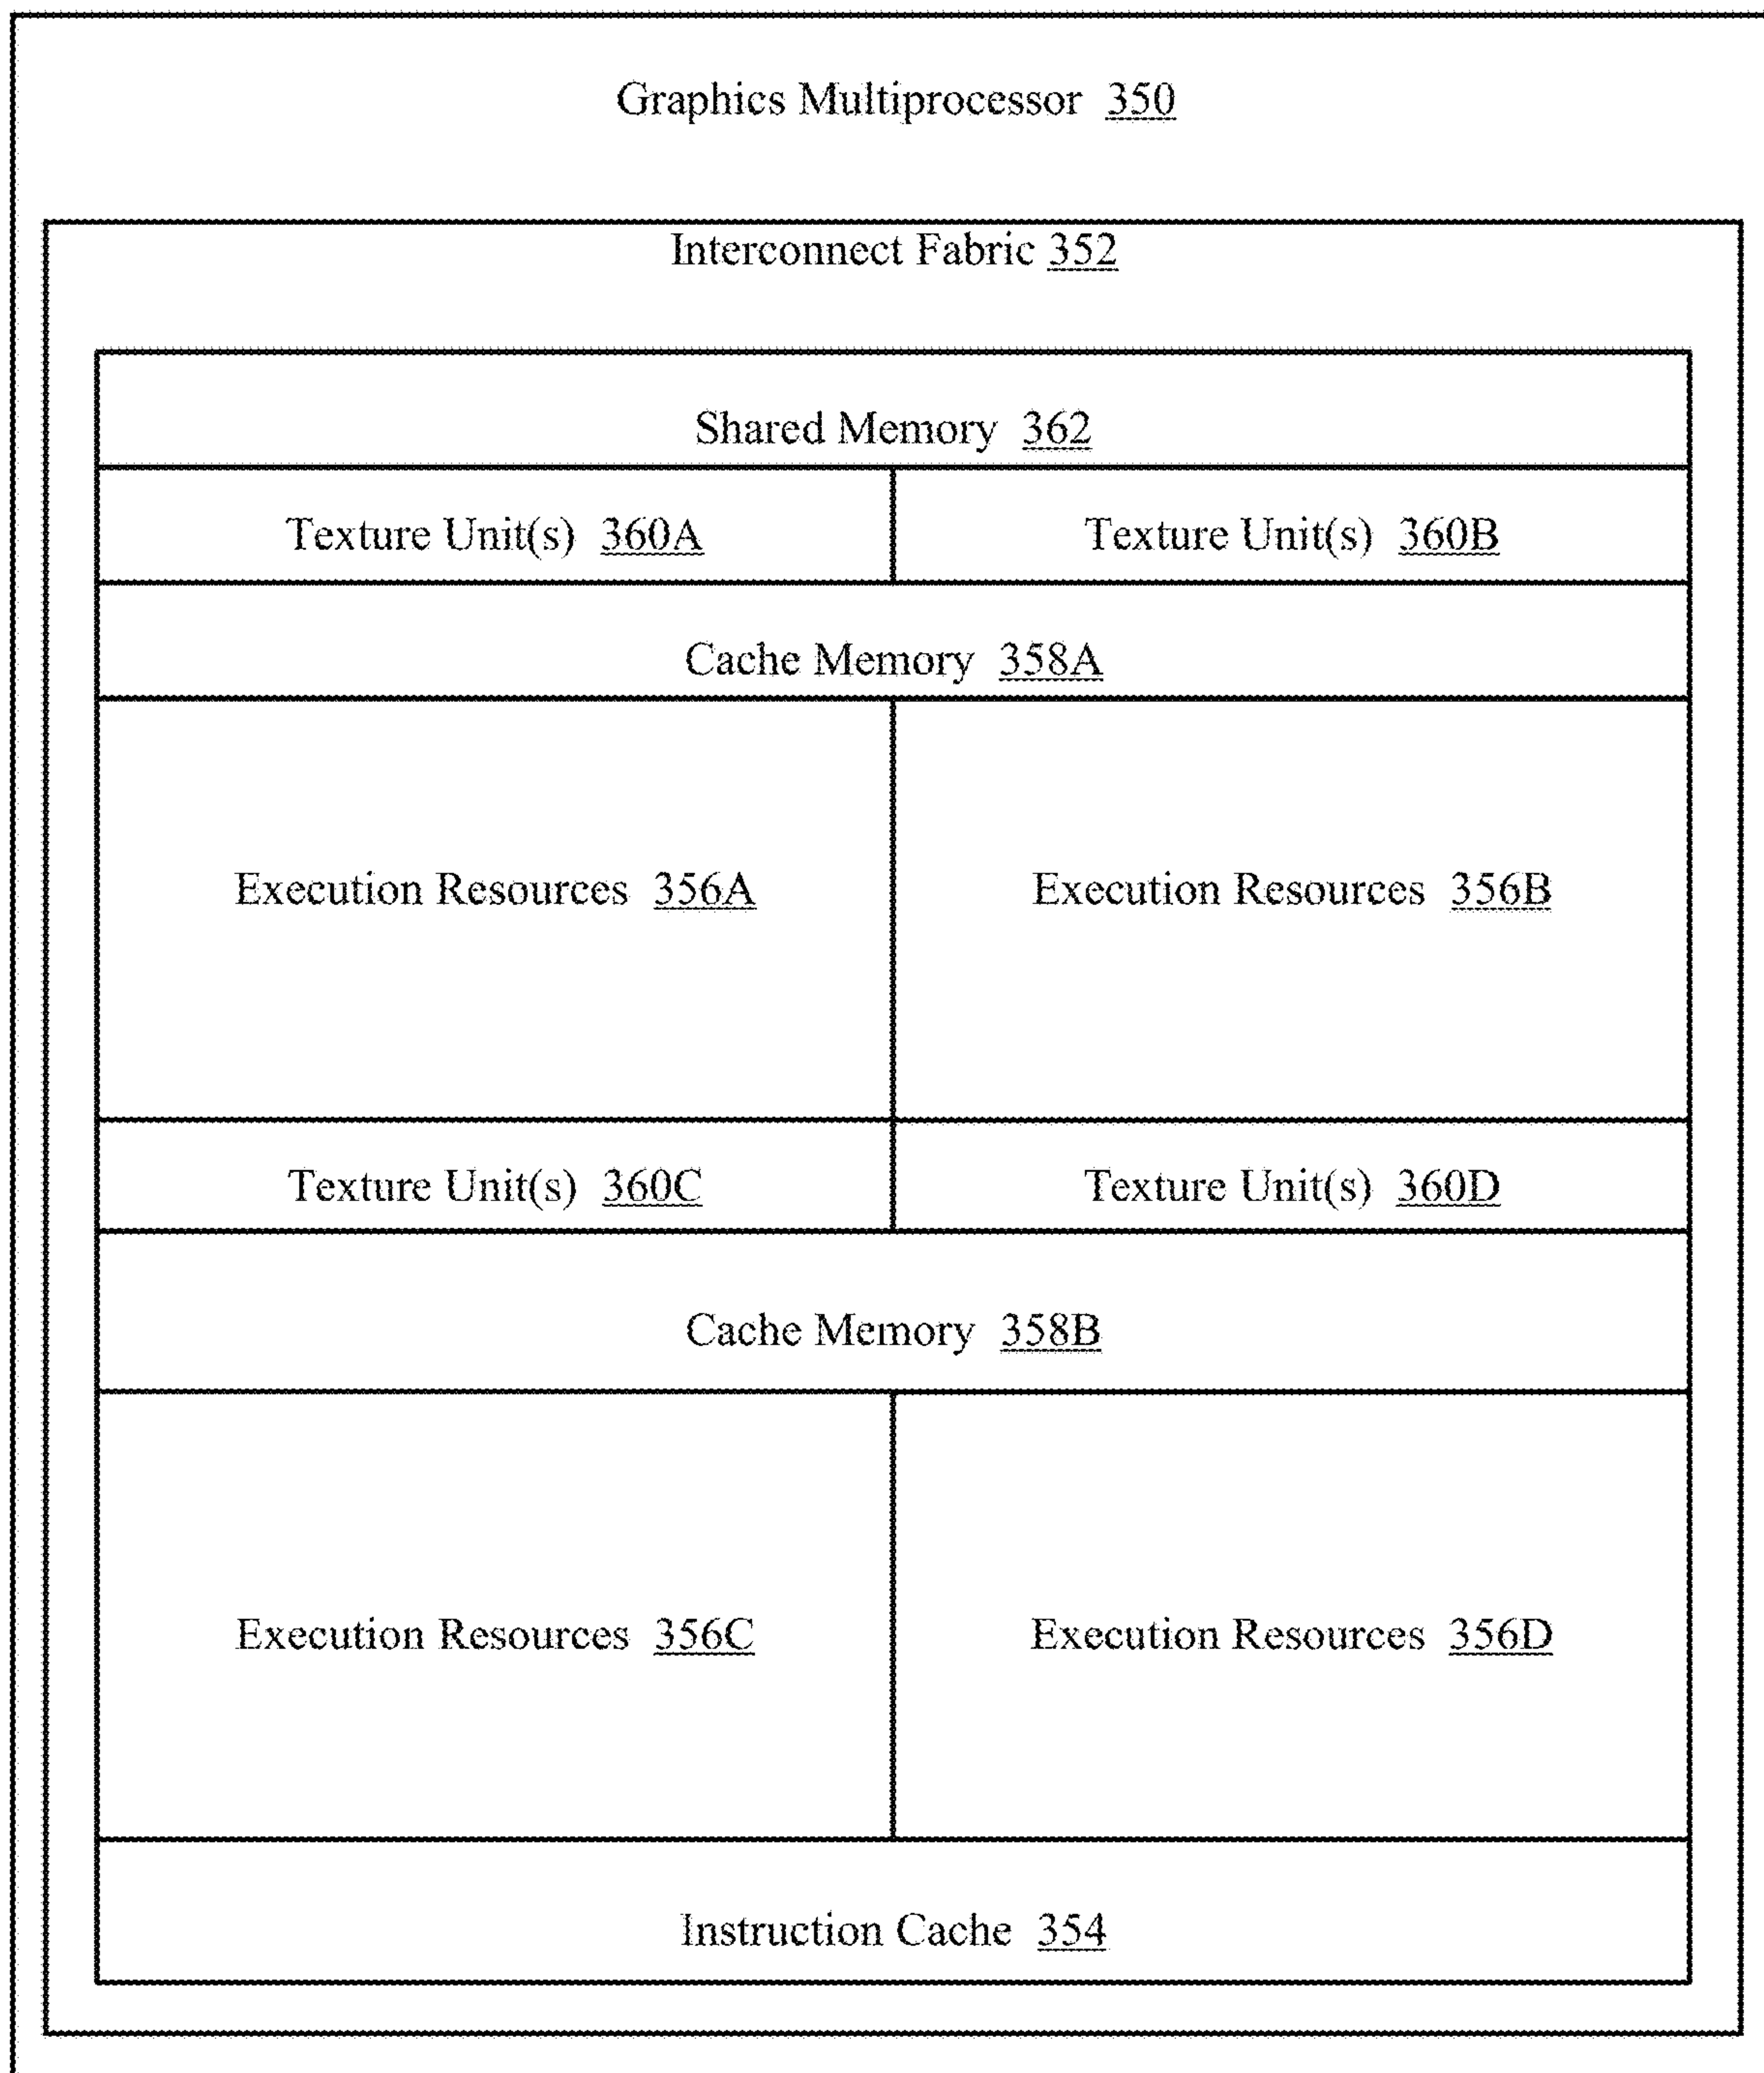 Graphics Multiprocessor 350
Interconnect Fabric 352
Shared Memory 362
Texture Unit(s) 360A
Texture Unit(s) 360B
Cache Memory 358A
Execution Resources 356A
Execution Resources 356B
Texture Unit(s) 360C
Texture Unit(s) 360D
Cache Memory 358B
Execution Resources 356C
Execution Resources 356D
Instruction Cache 354